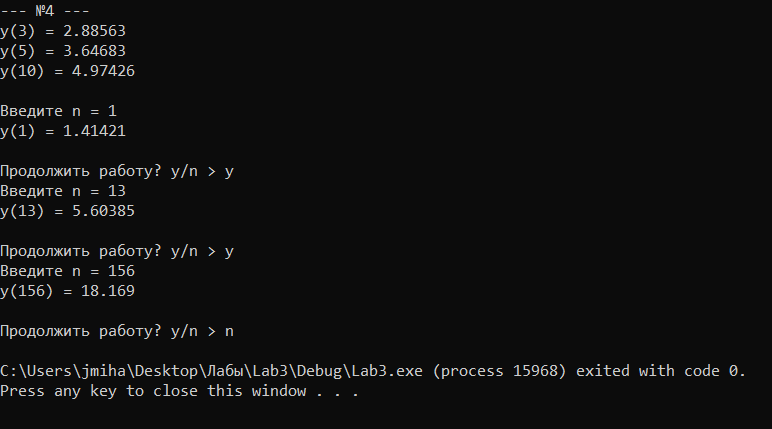 --- №4 ---
y(3) = 2.88563
y(5) = 3.64683
y(10) = 4.97426
Введите n = 1
y(1) = 1.41421
Продолжить работу? y/n > y
Введите n = 13
y(13) = 5.60385
Продолжить работу? y/n > y
Введите n = 156
y(156) = 18.169
Продолжить работу? y/n > n
C:\Users\jmiha\Desktop\Лабы\Lab3\Debug\Lab3.exe (process 15968) exited with code 0.
Press any key to close this window . . .